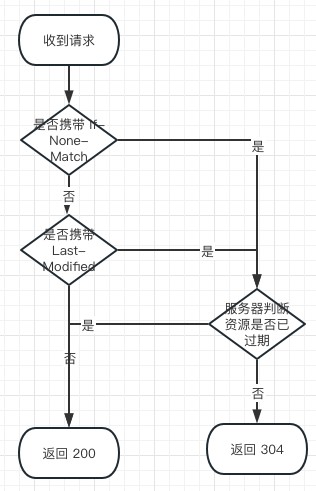 收到请求
是否携带 If-
None-
Match
是
否
是否携带
Last-
Modified
是
服务器判断
资源是否已
过期
是
否
否
返回 200
返回 304